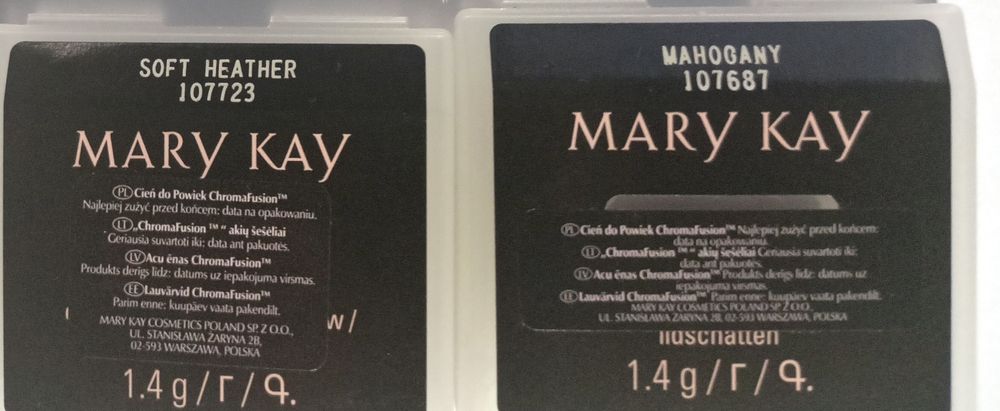 SOFT HEATHER
107723
MARY KAY
PL Cień do Powiek ChromaFusion™
Najlepiej zużyć przed końcem: data na opakowaniu.
LT „ChromaFusion ™ “ akių šešėliai
Geriausia suvartoti iki: data ant pakuotės.
LV Acu ēnas ChromaFusion™
Produkts derīgs līdz: datums uz iepakojuma virsmas.
EE Lauvärvid ChromaFusion™
Parim enne: kuupäev vaata pakendilt.
MARY KAY COSMETICS POLAND SP. Z O.O.,
UL. STANISŁAWA ŻARYNA 2B,
02-593 WARSZAWA, POLSKA
w/
1.4 g / Г / Գ.
MAHOGANY
107687
MARY KAY
PL Cień do Powiek ChromaFusion™ Najlepiej zużyć przed końcem:
data na opakowaniu.
LT „ChromaFusion ™ “ akių šešėliai Geriausia suvartoti iki:
data ant pakuotės.
LV Acu ēnas ChromaFusion™ Produkts derīgs līdz: datums uz
iepakojuma virsmas.
EE Lauvärvid ChromaFusion™ Parim enne: kuupäev vaata pakendilt.
MARY KAY COSMETICS POLAND SP. Z O.O.
UL. STANISŁAWA ŻARYNA 2B, 02-593 WARSZAWA, POLSKA
lidschatten
1.4 g / Г / Գ.